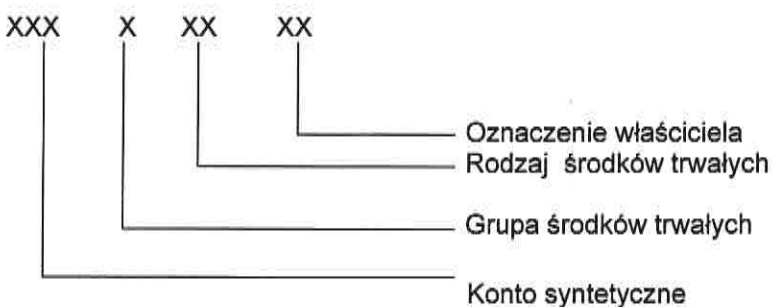 XXX X XX XX
Oznaczenie właściciela
Rodzaj środków trwałych
Grupa środków trwałych
Konto syntetyczne